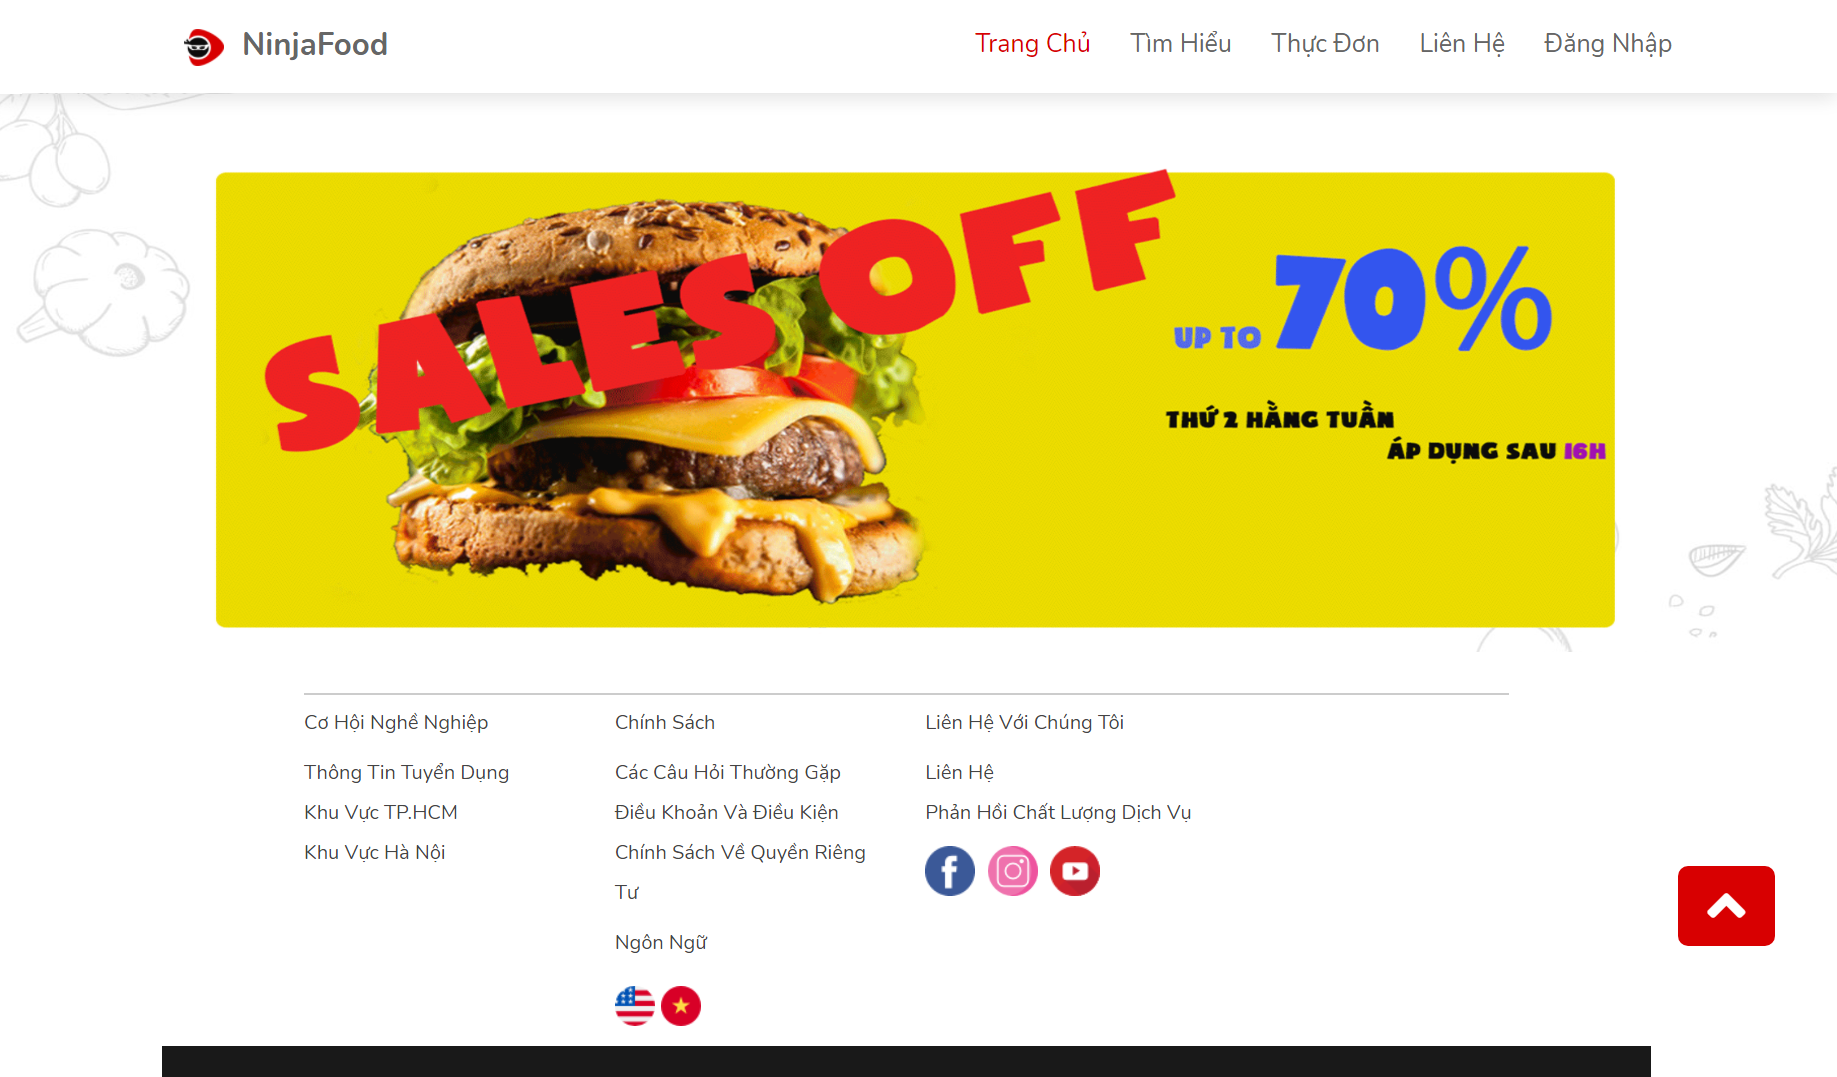 NinjaFood
Trang Chủ Tìm Hiểu Thực Đơn Liên Hệ Đăng Nhập
SALES OFF
UP TO 70%
THỨ 2 HẰNG TUẦN
ÁP DỤNG SAU 16H
Cơ Hội Nghề Nghiệp
Thông Tin Tuyển Dụng
Khu Vực TP.HCM
Khu Vực Hà Nội
Chính Sách
Các Câu Hỏi Thường Gặp
Điều Khoản Và Điều Kiện
Chính Sách Về Quyền Riêng
Tư
Ngôn Ngữ
Liên Hệ Với Chúng Tôi
Liên Hệ
Phản Hồi Chất Lượng Dịch Vụ